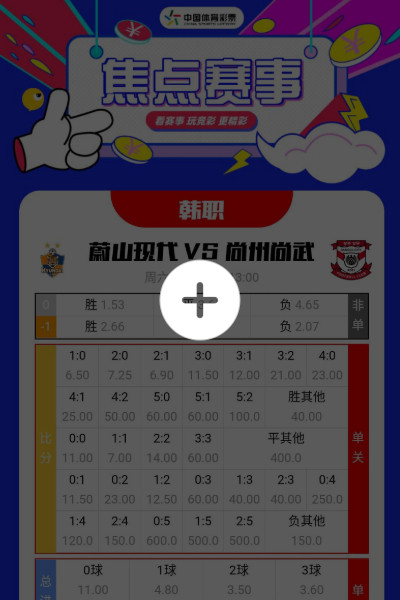 中国体育彩票
CHINA SPORTS LOTTERY
焦点赛事
看赛事 玩竞彩 更精彩
韩职
蔚山现代 VS 尚州尚武
周六
3:00
0 胜 1.53 平 负 4.65 非
-1 胜 2.66 负 2.07 单
1:0 2:0 2:1 3:0 3:1 3:2 4:0
6.50 7.25 6.90 11.50 12.00 21.00 23.00
4:1 4:2 5:0 5:1 5:2 胜其他
25.00 50.00 60.00 60.00 100.0 40.00
比分
0:0 1:1 2:2 3:3 平其他
11.00 7.00 14.00 60.00 400.0
单关
0:1 0:2 1:2 0:3 1:3 2:3 0:4
11.50 23.00 12.50 60.00 40.00 40.00 250.0
1:4 2:4 0:5 1:5 2:5 负其他
120.0 150.0 600.0 500.0 500.0 150.0
总 0球 1球 2球 3球
11.00 4.80 3.50 3.60 单